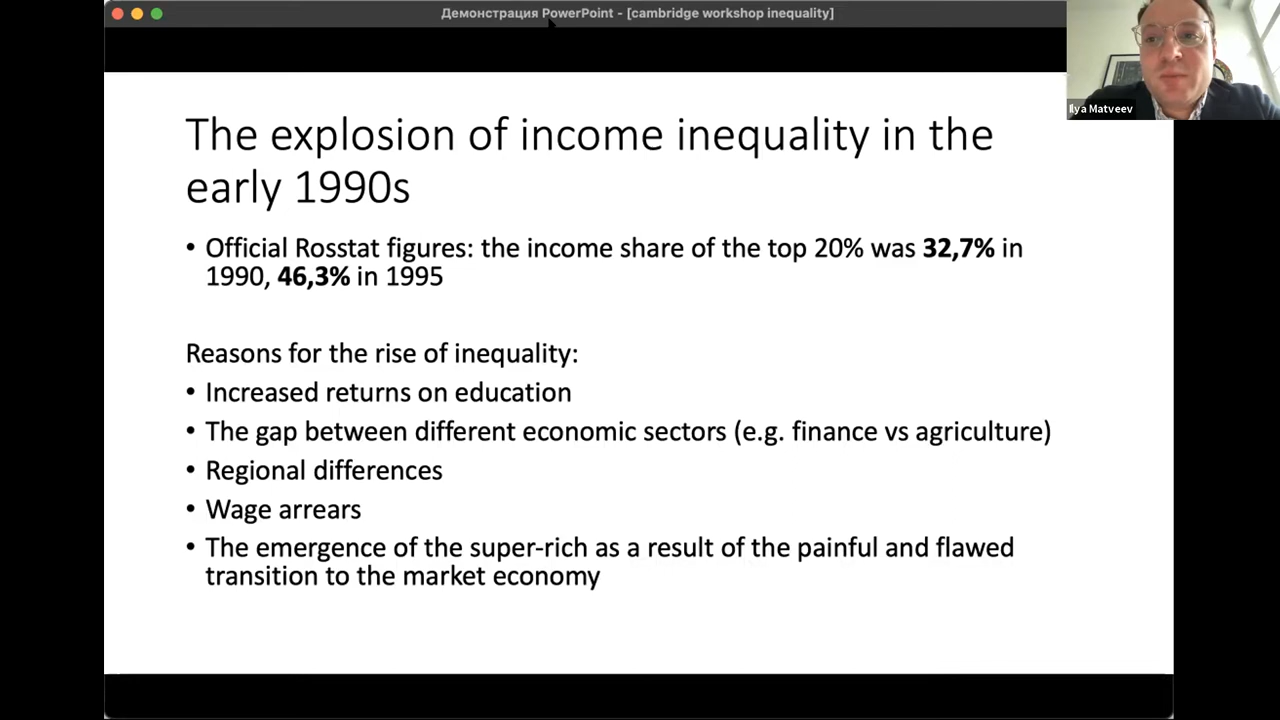 Демонстрация PowerPoint - [cambridge workshop inequality]
Ilya Matveev
The explosion of income inequality in the
early 1990s
• Official Rosstat figures: the income share of the top 20% was 32,7% in
1990, 46,3% in 1995
Reasons for the rise of inequality:
• Increased returns on education
• The gap between different economic sectors (e.g. finance vs agriculture)
• Regional differences
• Wage arrears
• The emergence of the super-rich as a result of the painful and flawed
transition to the market economy